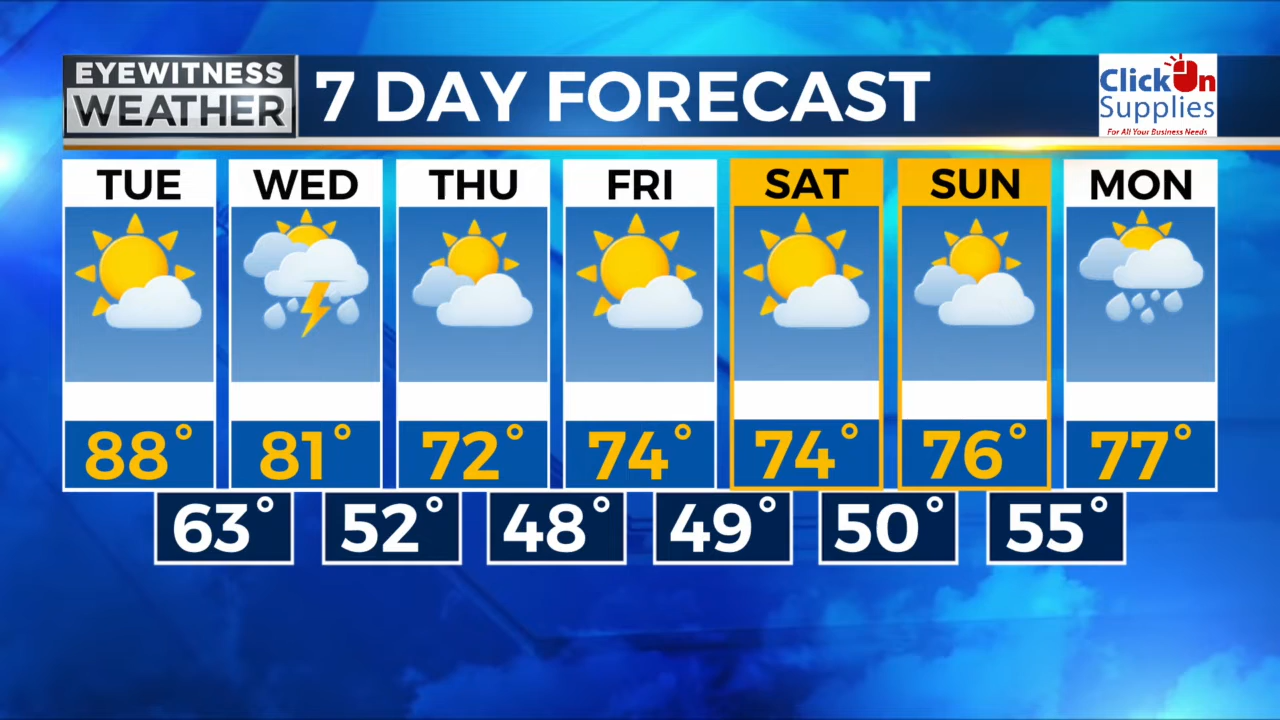 EYEWITNESS
WEATHER
7 DAY FORECAST
ClickOn
Supplies
For All Your Business Needs
TUE WED THU FRI SAT SUN MON
88° 81° 72° 74° 74° 76° 77°
63° 52° 48° 49° 50° 55°